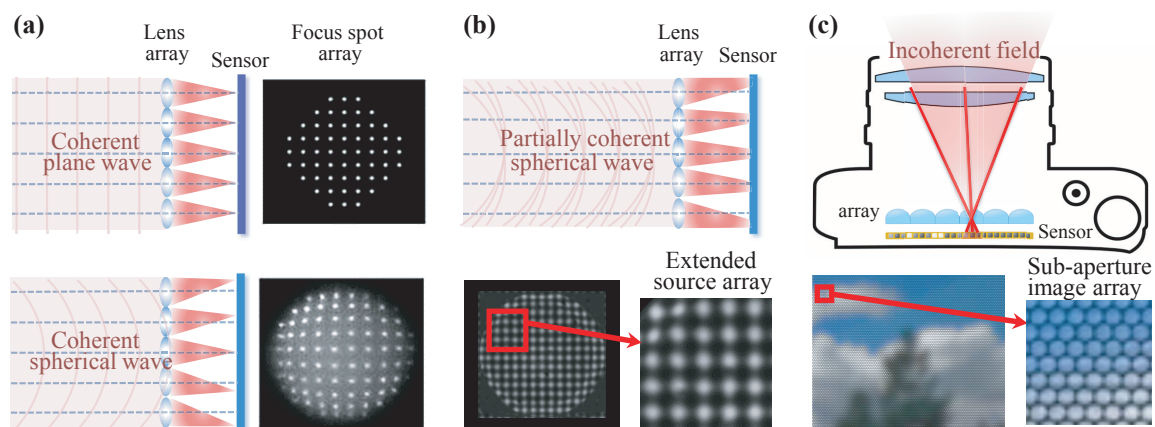 (a)
Lens
array
Sensor
Focus spot
array
Coherent
plane wave
Coherent
spherical wave
(b)
Lens
array
Sensor
Partially coherent
spherical wave
Extended
source array
(c)
Incoherent field
array
Sensor
Sub-aperture
image array